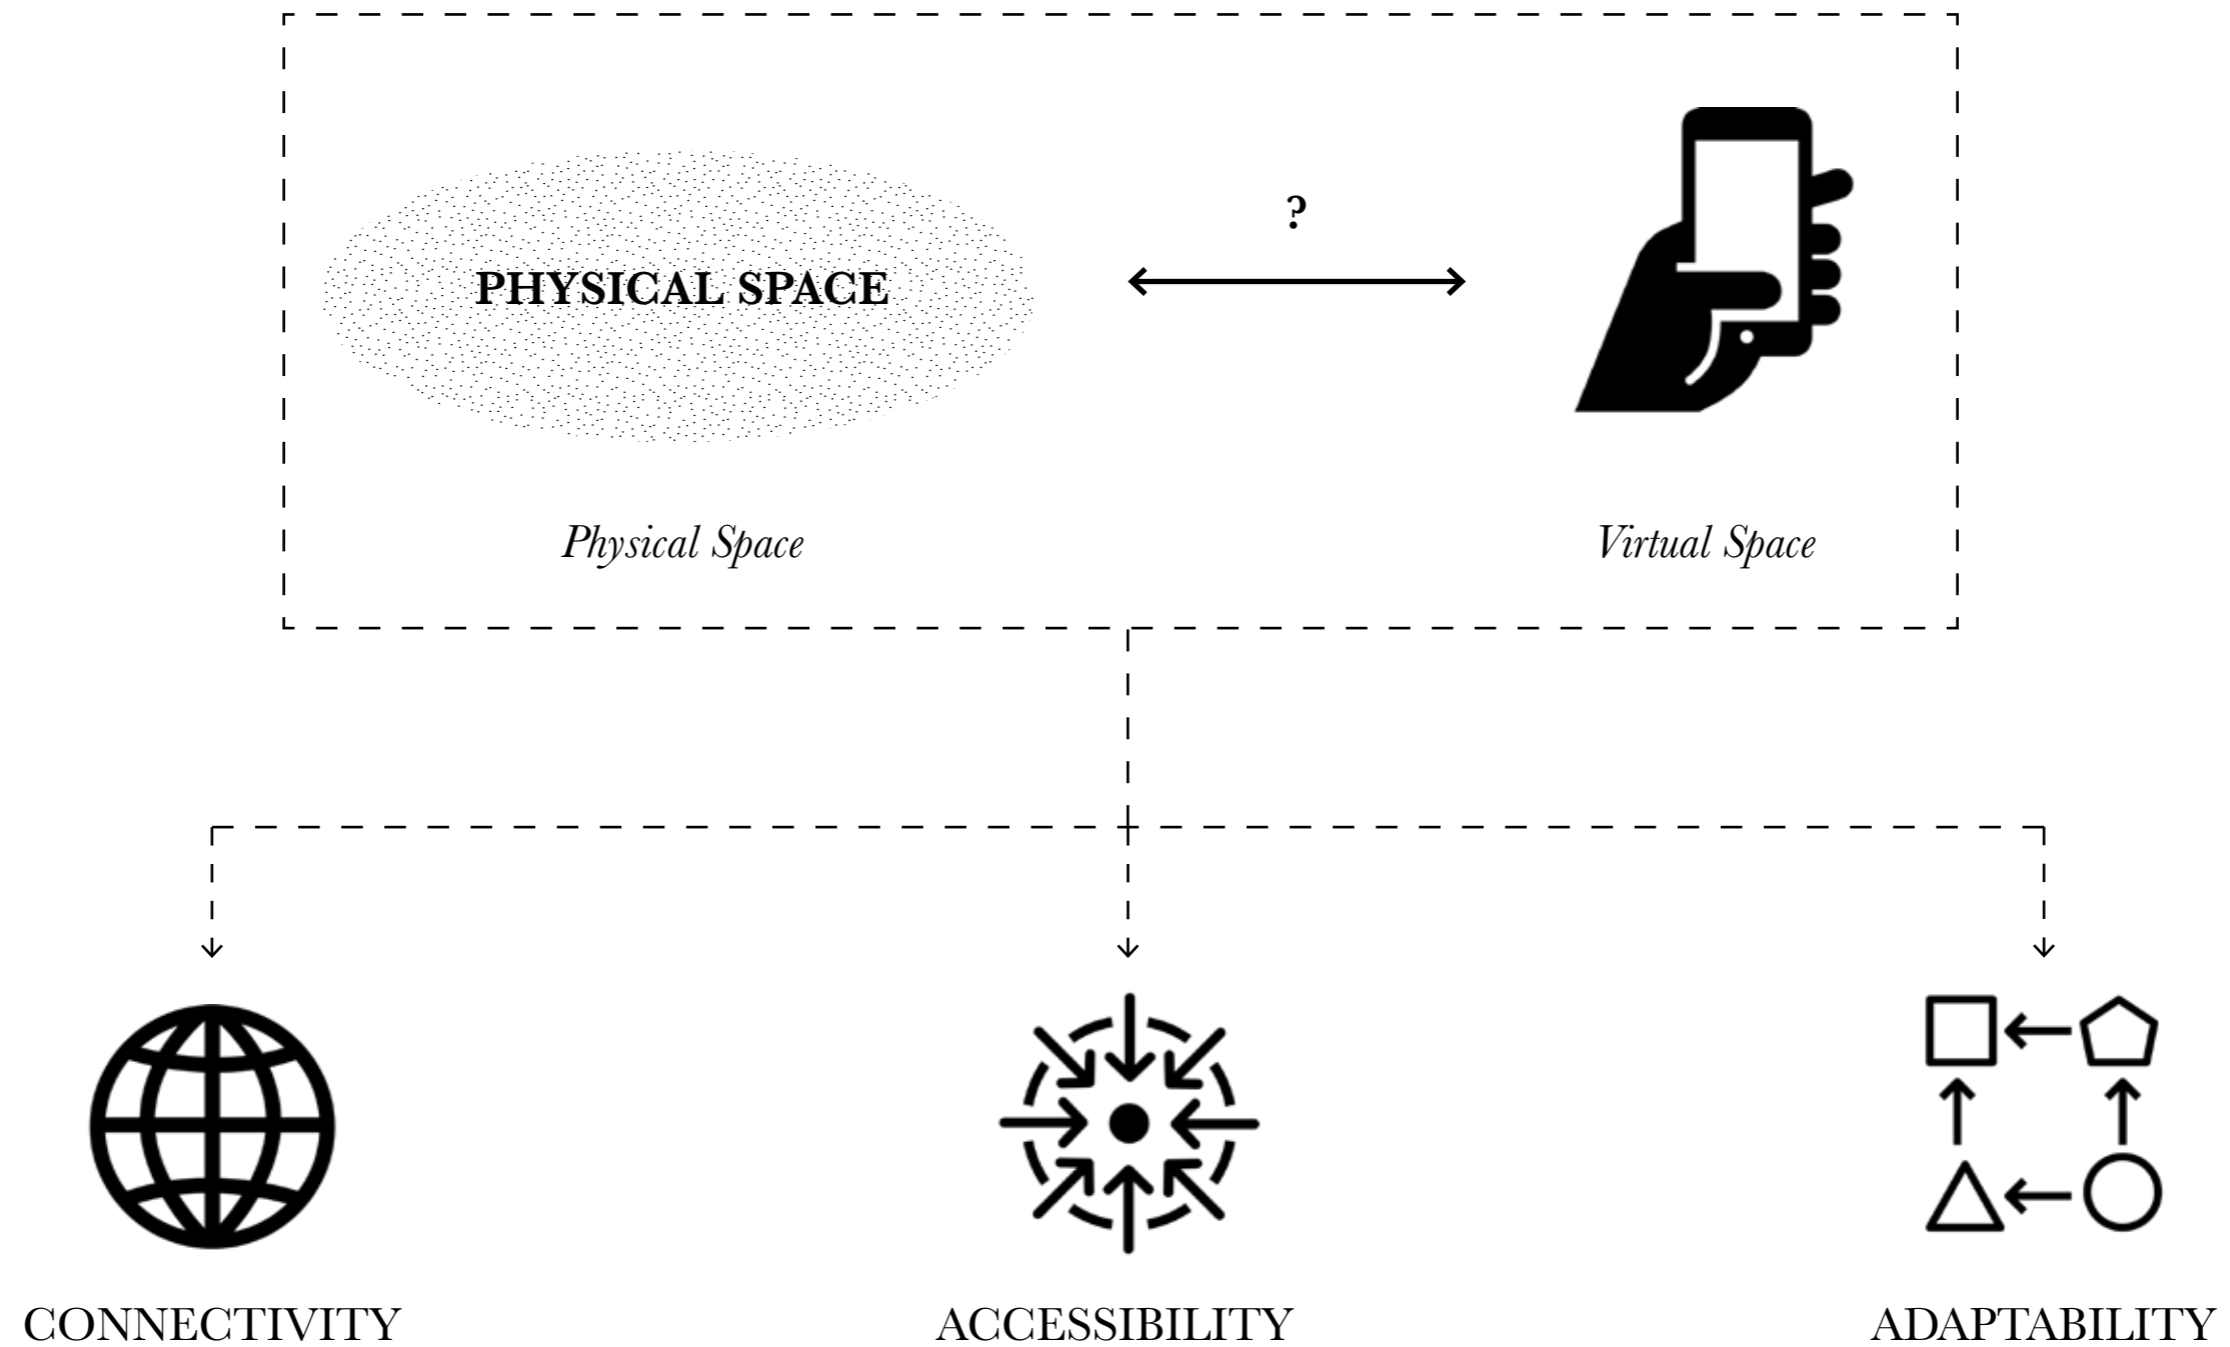 ?
PHYSICAL SPACE
Physical Space
Virtual Space
CONNECTIVITY
ACCESSIBILITY
ADAPTABILITY